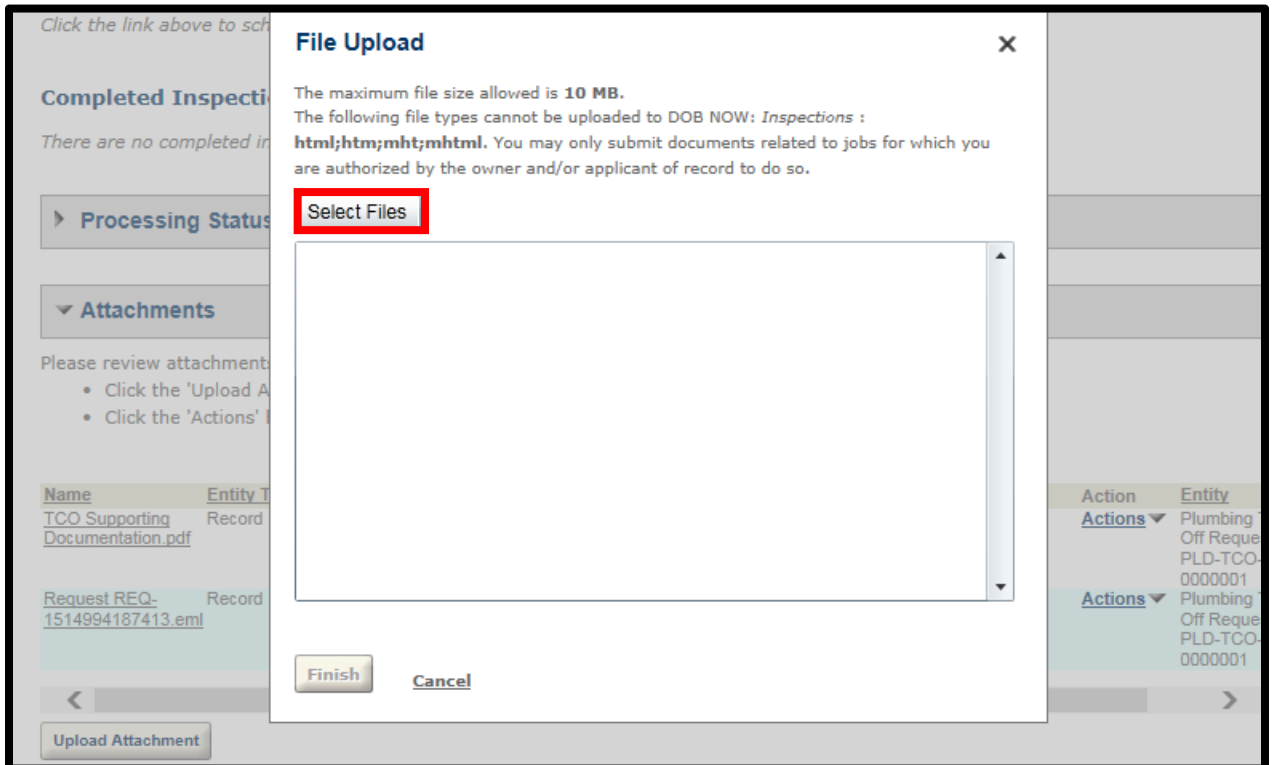 Click the link above to sch
File Upload
The maximum file size allowed is 10 MB.
The following file types cannot be uploaded to DOB NOW: Inspections :
html;htm;mht;mhtml. You may only submit documents related to jobs for which you
are authorized by the owner and/or applicant of record to do so.
Select Files
Finish
Cancel
Completed Inspecti
There are no completed in
Processing Status
Attachments
Please review attachment
• Click the 'Upload A
• Click the 'Actions'
Name Entity T Action Entity
TCO Supporting Record Actions Plumbing
Documentation.pdf Off Reque
PLD-TCO-
0000001
Request REQ- Record Actions Plumbing
1514994187413.eml Off Reque
PLD-TCO-
0000001
Upload Attachment